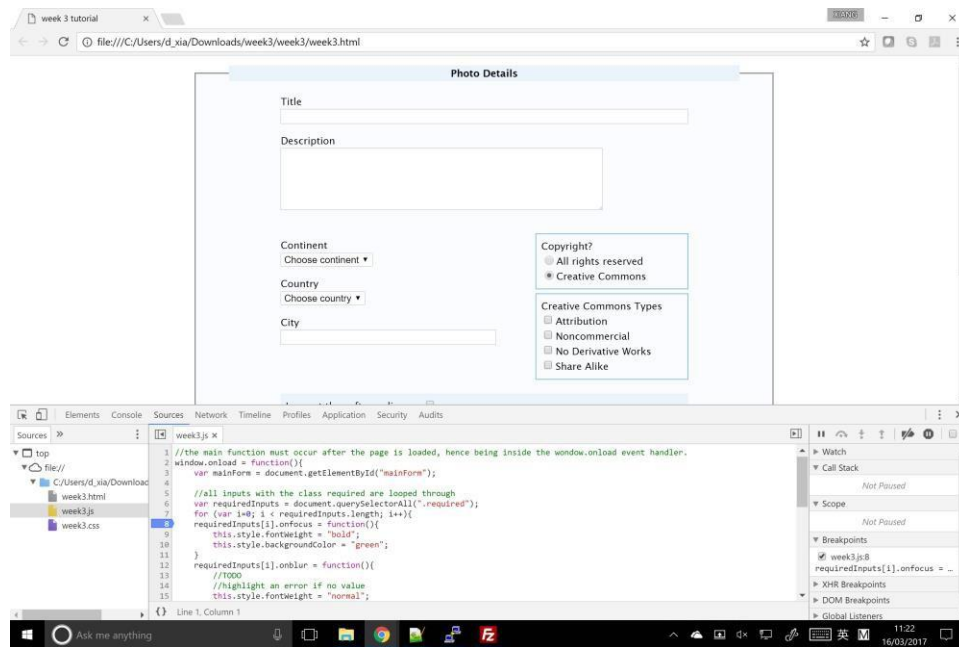 week 3 tutorial
XIANG
file:///C:/Users/d_xia/Downloads/week3/week3/week3.html
Photo Details
Title
Description
Continent
Choose continent
Country
Choose country
City
Copyright?
All rights reserved
Creative Commons
Creative Commons Types
Attribution
Noncommercial
No Derivative Works
Share Alike
Elements Console Sources Network Timeline Profiles Application Security Audits
Sources
top
file://
C:/Users/d_xia/Download
week3.html
week3.js
week3.css
week3.js
1 //the main function must occur after the page is loaded, hence being inside the wondow.onload event handler.
2 window.onload = function(){
3 var mainForm = document.getElementById("mainForm");
4
5 //all inputs with the class required are looped through
6 var requiredInputs = document.querySelectorAll(".required");
7 for (var i=0; i < requiredInputs.length; i++){
8 requiredInputs[i].onfocus = function(){
9 this.style.fontWeight = "bold";
10 this.style.backgroundColor = "green";
11 }
12 requiredInputs[i].onblur = function(){
13 //TODO
14 //highlight an error if no value
15 this.style.fontWeight = "normal";
{} Line 1, Column 1
Watch
Call Stack
Not Paused
Scope
Not Paused
Breakpoints
week3.js:8
requiredInputs[i].onfocus = …
XHR Breakpoints
DOM Breakpoints
Global Listeners
Ask me anything
英
M
11:22
16/03/2017